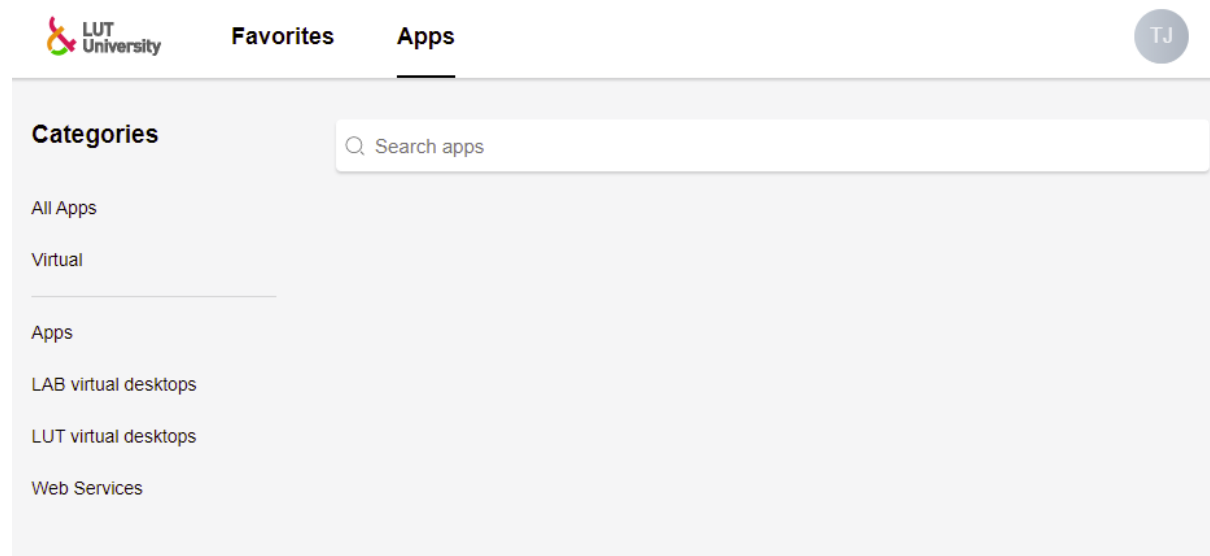 LUT
University
Favorites
Apps
TJ
Categories
Search apps
All Apps
Virtual
Apps
LAB virtual desktops
LUT virtual desktops
Web Services